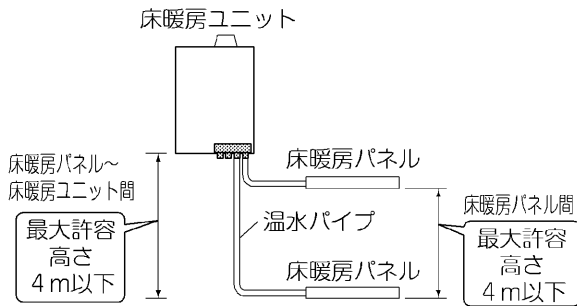 床暖房ユニット
床暖房パネル〜
床暖房ユニット間
最大許容
高さ
4m以下
床暖房パネル
温水パイプ
床暖房パネル
床暖房パネル間
最大許容
高さ
4m以下